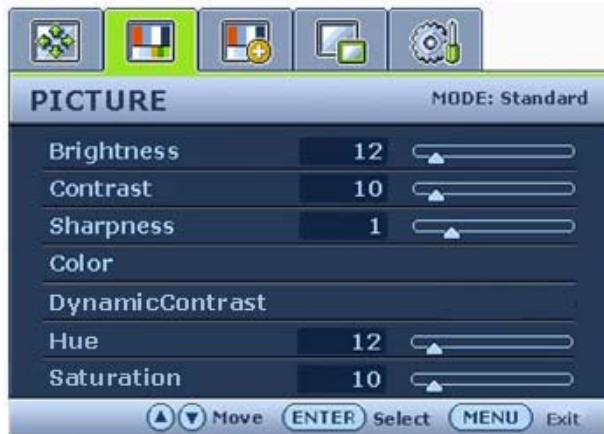 PICTURE MODE: Standard
Brightness 12
Contrast 10
Sharpness 1
Color
DynamicContrast
Hue 12
Saturation 10
Move ENTER Select MENU Exit